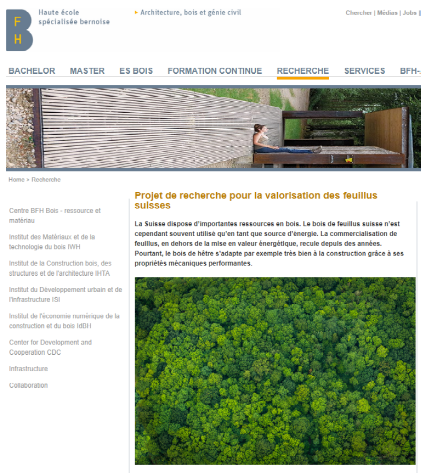 B F
H
Haute école
spécialisée bernoise
Architecture, bois et génie civil
Chercher | Médias | Jobs |
BACHELOR MASTER ES BOIS FORMATION CONTINUE RECHERCHE SERVICES BFH-
Home > Recherche
Projet de recherche pour la valorisation des feuillus
suisses
La Suisse dispose d'importantes ressources en bois. Le bois de feuillus suisse n'est
cependant souvent utilisé qu'en tant que source d'énergie. La commercialisation de
feuillus, en dehors de la mise en valeur énergétique, recule depuis des années.
Pourtant, le bois de hêtre s'adapte par exemple très bien à la construction grâce à ses
propriétés mécaniques performantes.
Centre BFH Bois - ressource et
matériau
Institut des Matériaux et de la
technologie du bois IWH
Institut de la Construction bois, des
structures et de l'architecture IHTA
Institut du Développement urbain et de
l'Infrastructure ISI
Institut de l'économie numérique de la
construction et du bois IdBH
Center for Development and
Cooperation CDC
Infrastructure
Collaboration